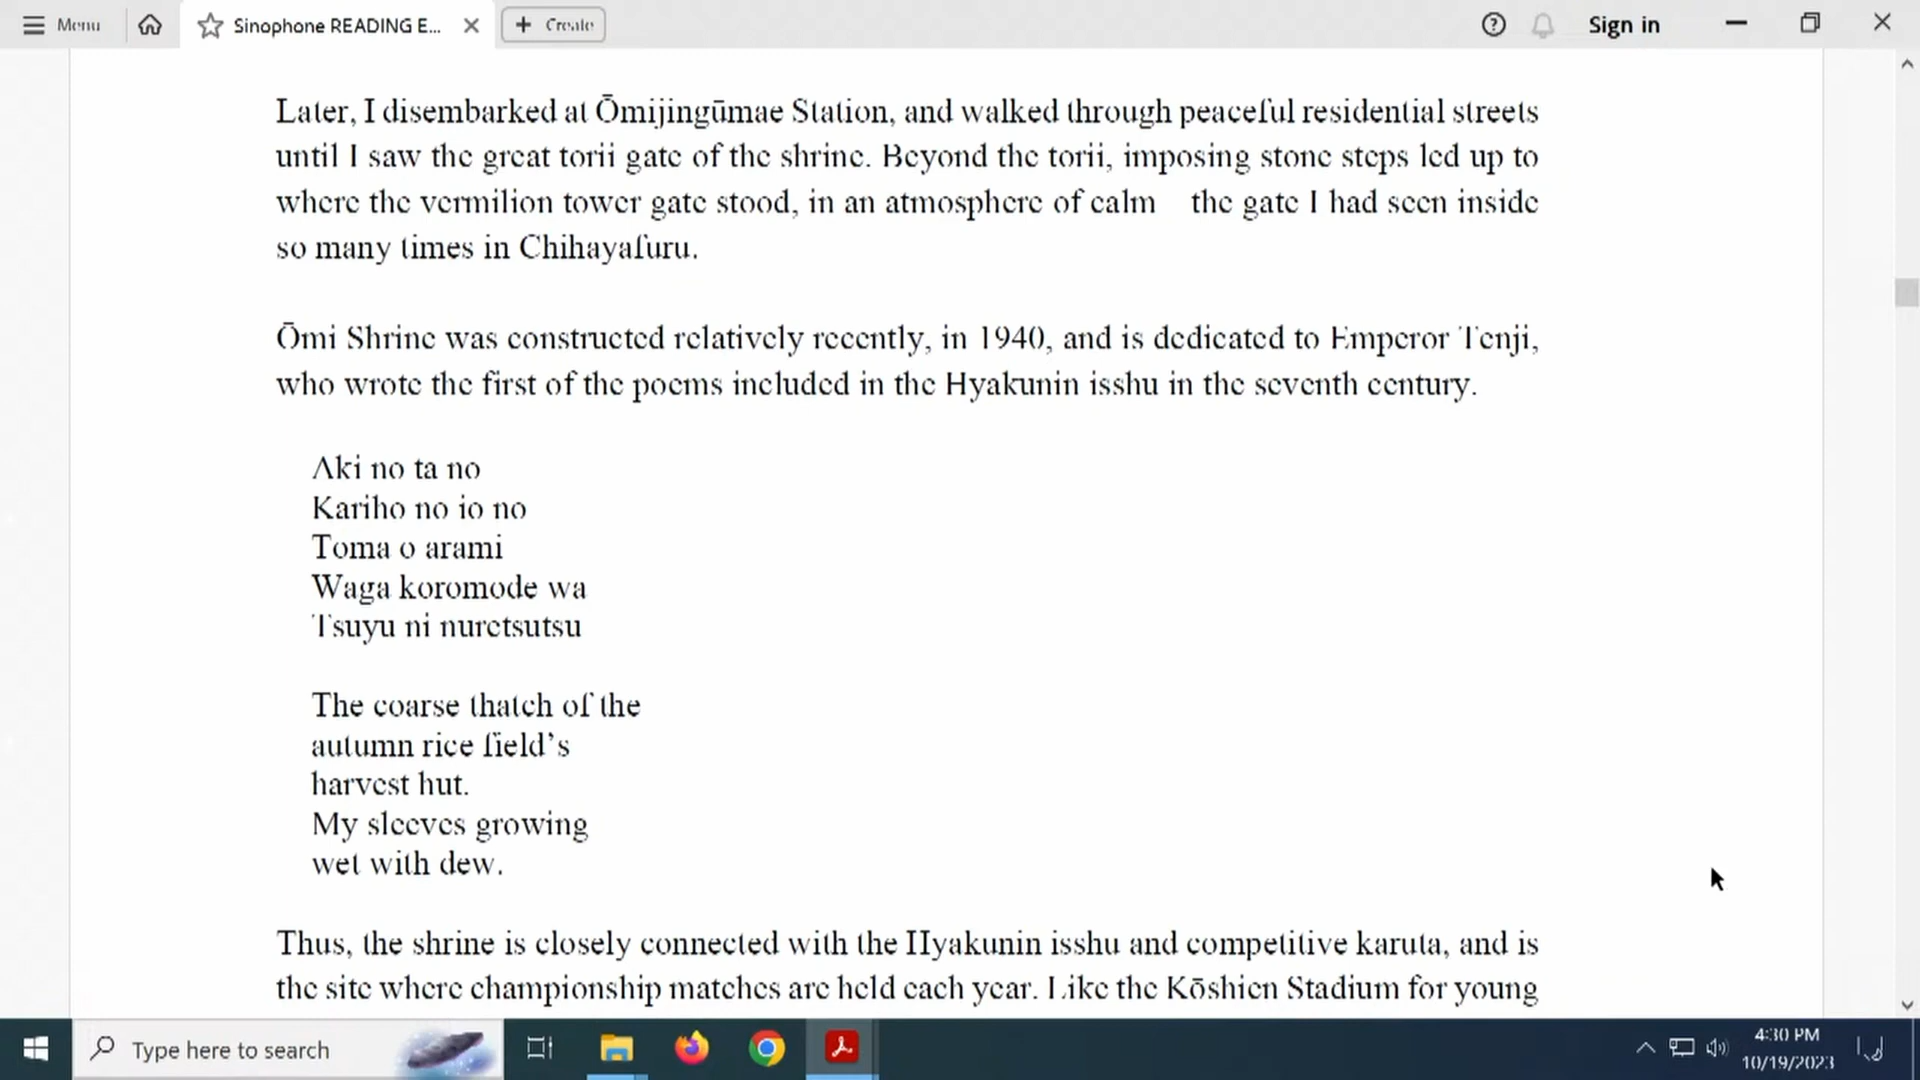 Menu
Sinophone READING E...
Create
Sign in
Later, I disembarked at Ōmijingūmae Station, and walked through peaceful residential streets
until I saw the great torii gate of the shrine. Beyond the torii, imposing stone steps led up to
where the vermilion tower gate stood, in an atmosphere of calm the gate I had seen inside
so many times in Chihayafuru.
Ōmi Shrine was constructed relatively recently, in 1940, and is dedicated to Emperor Tenji,
who wrote the first of the poems included in the Hyakunin isshu in the seventh century.
Aki no ta no
Kariho no io no
Toma o arami
Waga koromode wa
Tsuyu ni nuretsutsu
The coarse thatch of the
autumn rice field's
harvest hut.
My sleeves growing
wet with dew.
Thus, the shrine is closely connected with the Hyakunin isshu and competitive karuta, and is
the site where championship matches are held each year. Like the Kōshien Stadium for young
Type here to search
4:30 PM
10/19/2023